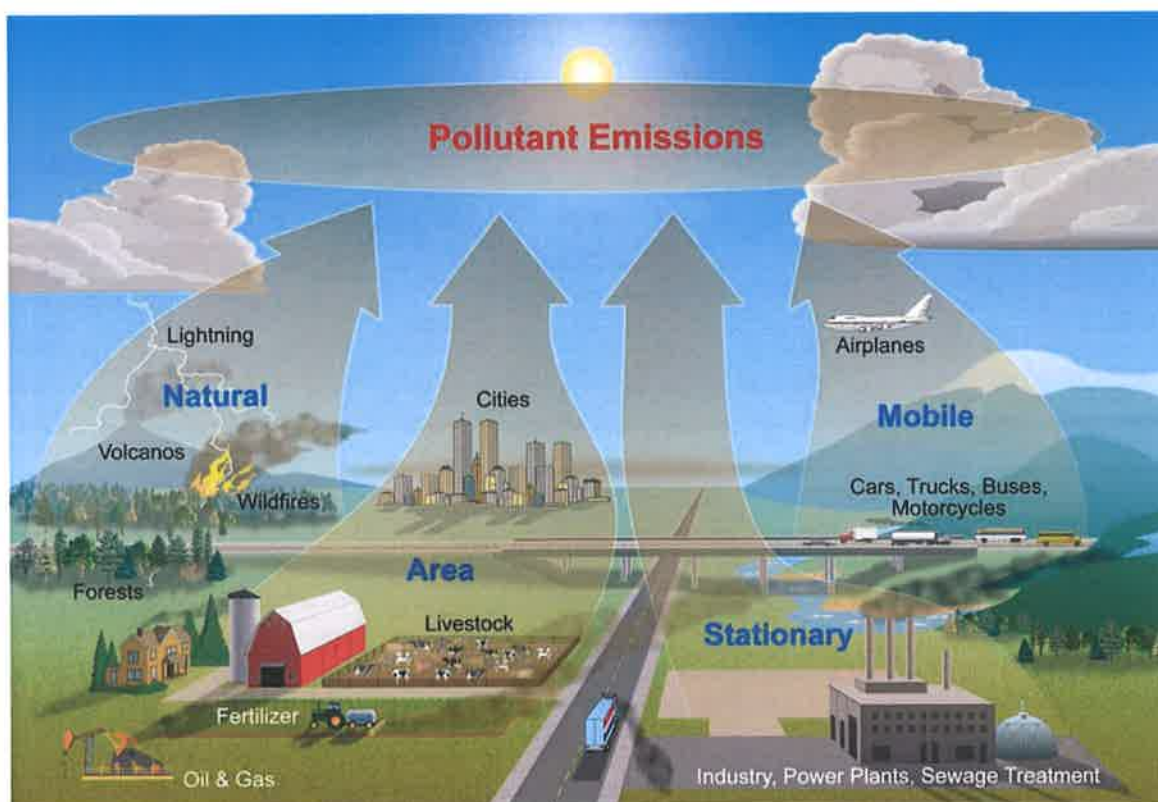 Pollutant Emissions
Lightning
Natural
Volcanos
Wildfires
Forests
Cities
Area
Livestock
Fertilizer
Oil & Gas
Airplanes
Mobile
Cars, Trucks, Buses,
Motorcycles
Stationary
Industry, Power Plants, Sewage Treatment